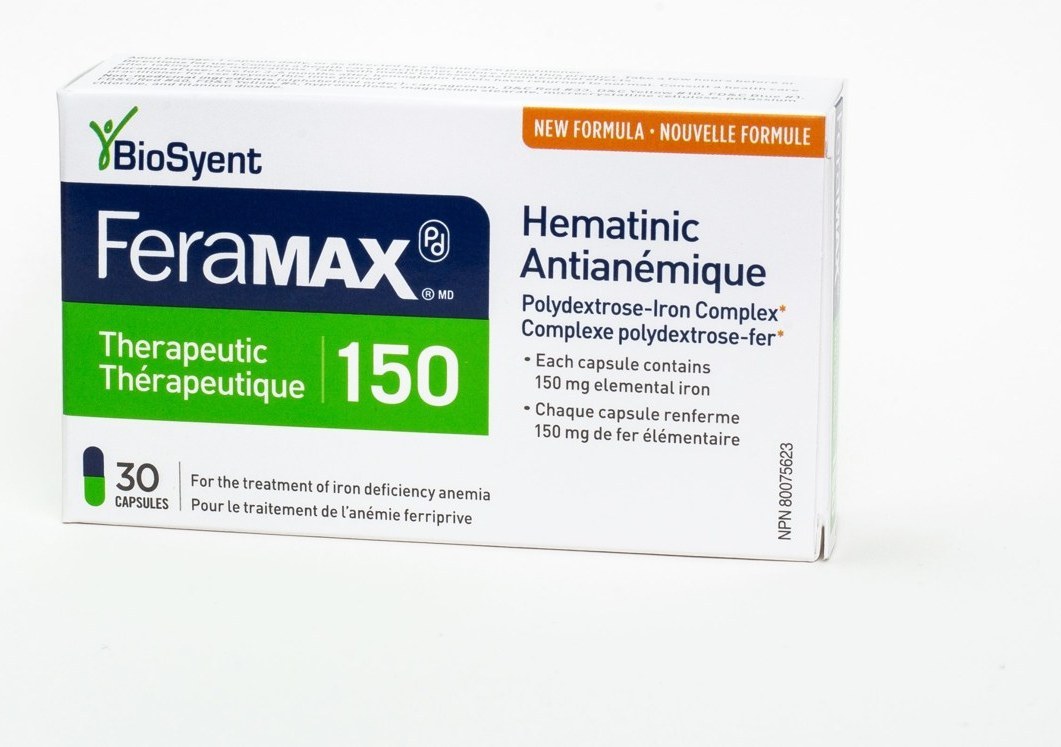 BioSyent
NEW FORMULA • NOUVELLE FORMULE
FeraMAX Pd
® MD
Therapeutic
Thérapeutique
150
Hematinic
Antianémique
Polydextrose-Iron Complex*
Complexe polydextrose-fer*
• Each capsule contains
150 mg elemental iron
• Chaque capsule renferme
150 mg de fer élémentaire
30
CAPSULES
For the treatment of iron deficiency anemia
Pour le traitement de l'anémie ferriprive
NPN 80075623